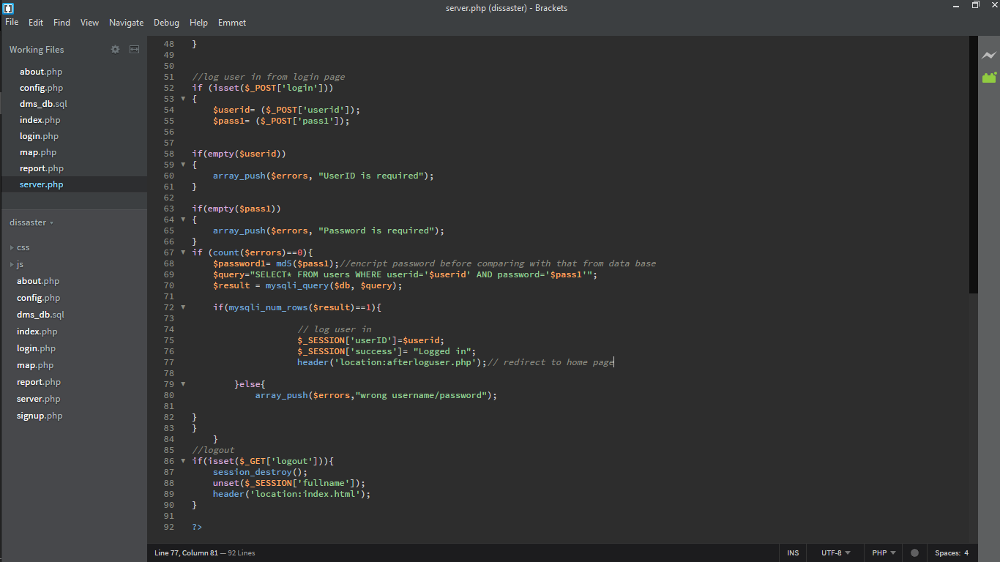 server.php (dissaster) - Brackets
File Edit Find View Navigate Debug Help Emmet
Working Files
about.php
config.php
dms_db.sql
index.php
login.php
map.php
report.php
server.php
dissaster
css
js
about.php
config.php
dms_db.sql
index.php
login.php
map.php
report.php
server.php
signup.php
48 }
49
50
51 //log user in from login page
52 if (isset($_POST['login']))
53 {
54     $userid= ($_POST['userid']);
55     $pass1= ($_POST['pass1']);
56
57
58 if(empty($userid))
59 {
60     array_push($errors, "UserID is required");
61 }
62
63 if(empty($pass1))
64 {
65     array_push($errors, "Password is required");
66 }
67 if (count($errors)==0){
68     $password1= md5($pass1);//encript password before comparing with that from data base
69     $query="SELECT* FROM users WHERE userid='$userid' AND password='$pass1'";
70     $result = mysqli_query($db, $query);
71
72     if(mysqli_num_rows($result)==1){
73
74                     // log user in
75                     $_SESSION['userID']=$userid;
76                     $_SESSION['success']= "Logged in";
77                     header('location:afterloguser.php');// redirect to home page
78
79         }else{
80             array_push($errors,"wrong username/password");
81
82 }
83 }
84     }
85 //logout
86 if(isset($_GET['logout'])){
87     session_destroy();
88     unset($_SESSION['fullname']);
89     header('location:index.html');
90 }
91
92 ?>
Line 77, Column 81 — 92 Lines
INS UTF-8 PHP Spaces: 4